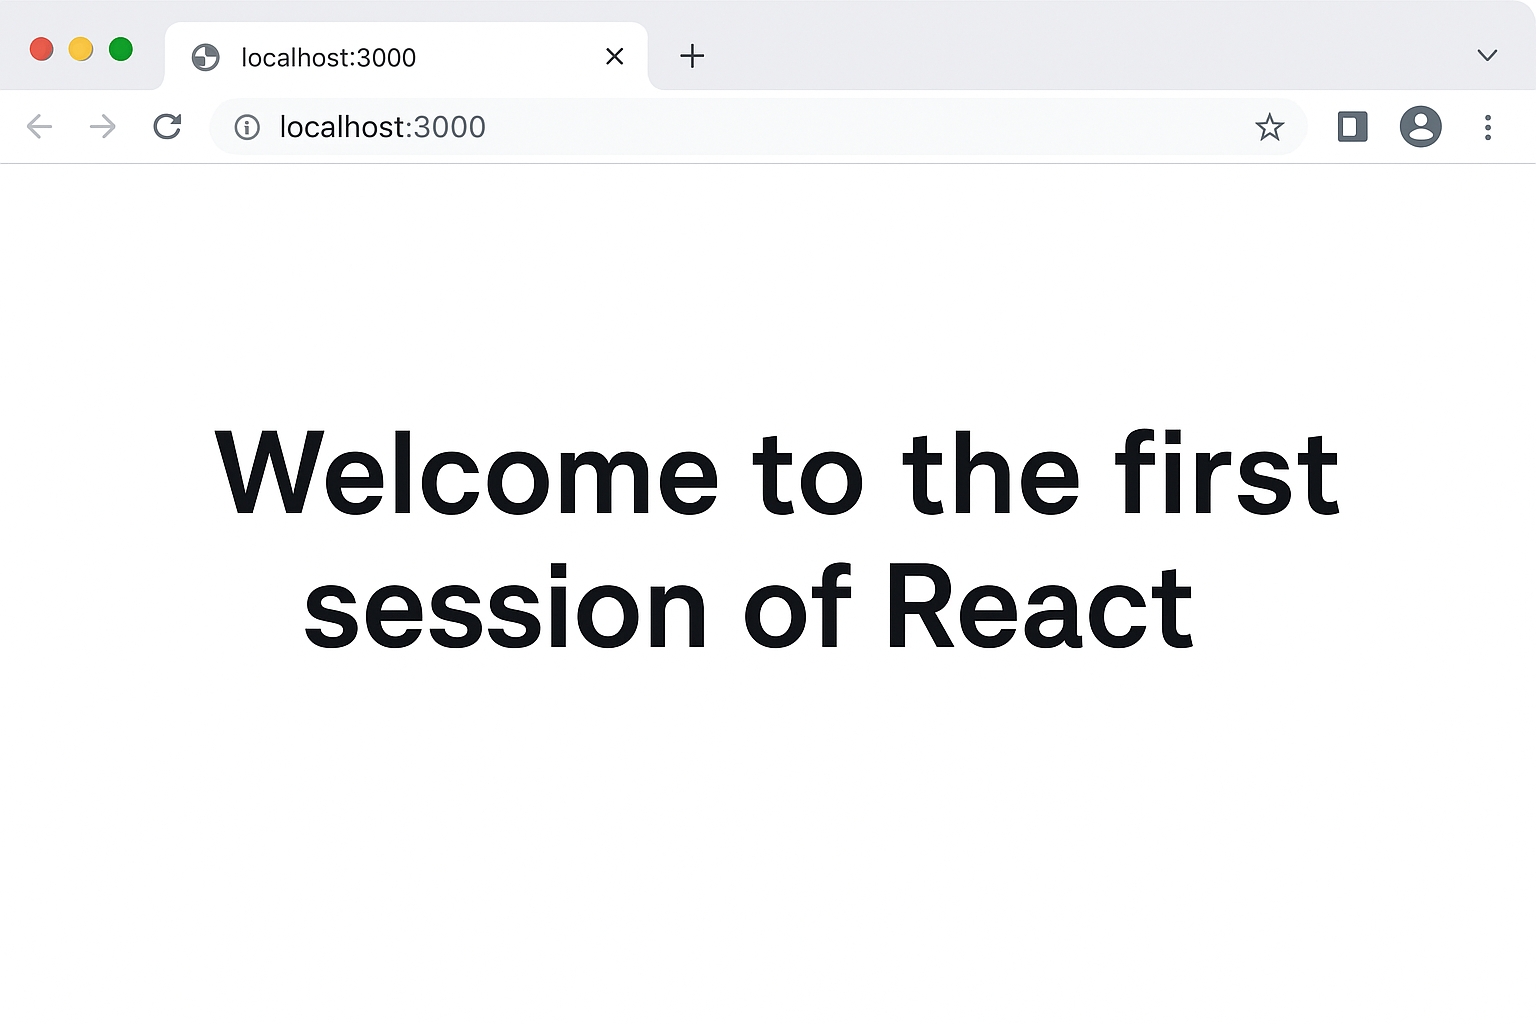 localhost:3000
localhost:3000
Welcome to the first
session of React